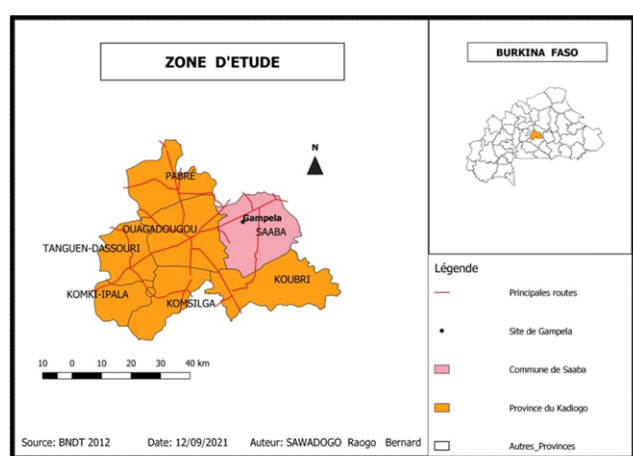 ZONE D'ETUDE
BURKINA FASO
N
PABRE
Gampela
OUAGADOUGOU
SAABA
TANGUEN-DASSOURI
KOUBRI
KOMKI-IPALA
KOMSILGA
10 0 10 20 30 40 km
Légende
Principales routes
Site de Gampela
Commune de Saaba
Province du Kadiogo
Autres_Provinces
Source: BNDT 2012 Date: 12/09/2021 Auteur: SAWADOGO Raogo Bernard